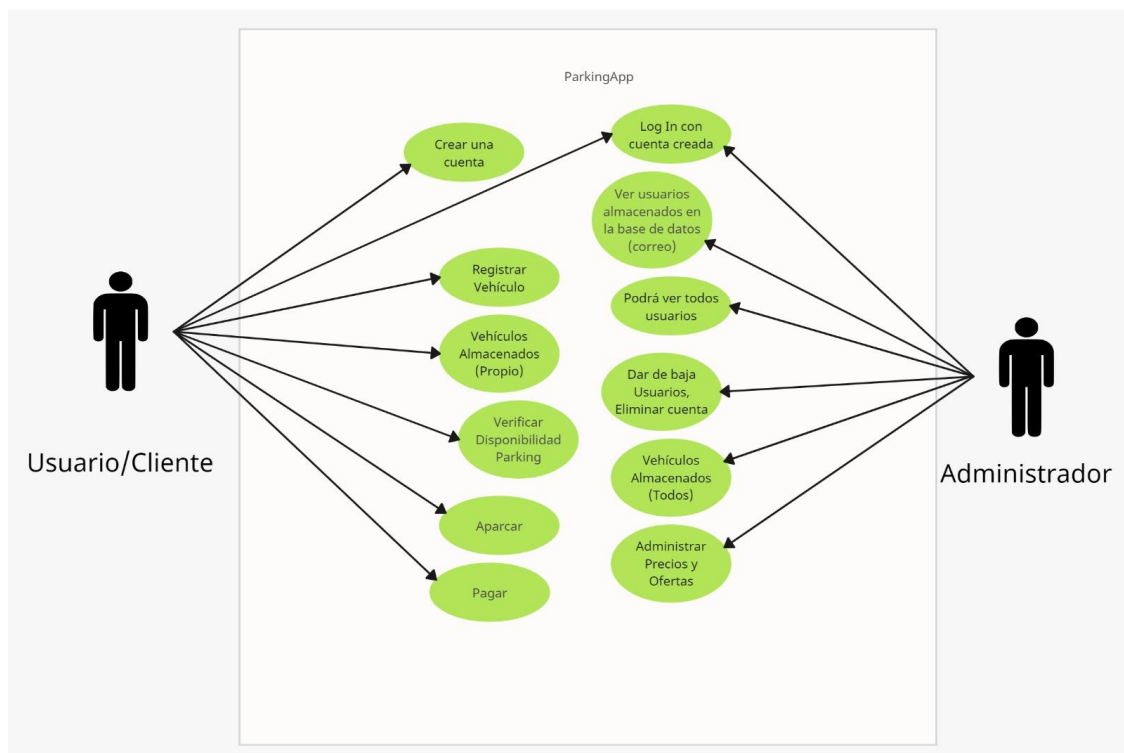 ParkingApp
Crear una
cuenta
Log In con
cuenta creada
Ver usuarios
almacenados en
la base de datos
(correo)
Registrar
Vehículo
Podrá ver todos
usuarios
Vehículos
Almacenados
(Propio)
Dar de baja
Usuarios,
Eliminar cuenta
Verificar
Disponibilidad
Parking
Usuario/Cliente
Vehículos
Almacenados
(Todos)
Administrador
Aparcar
Administrar
Precios y
Ofertas
Pagar